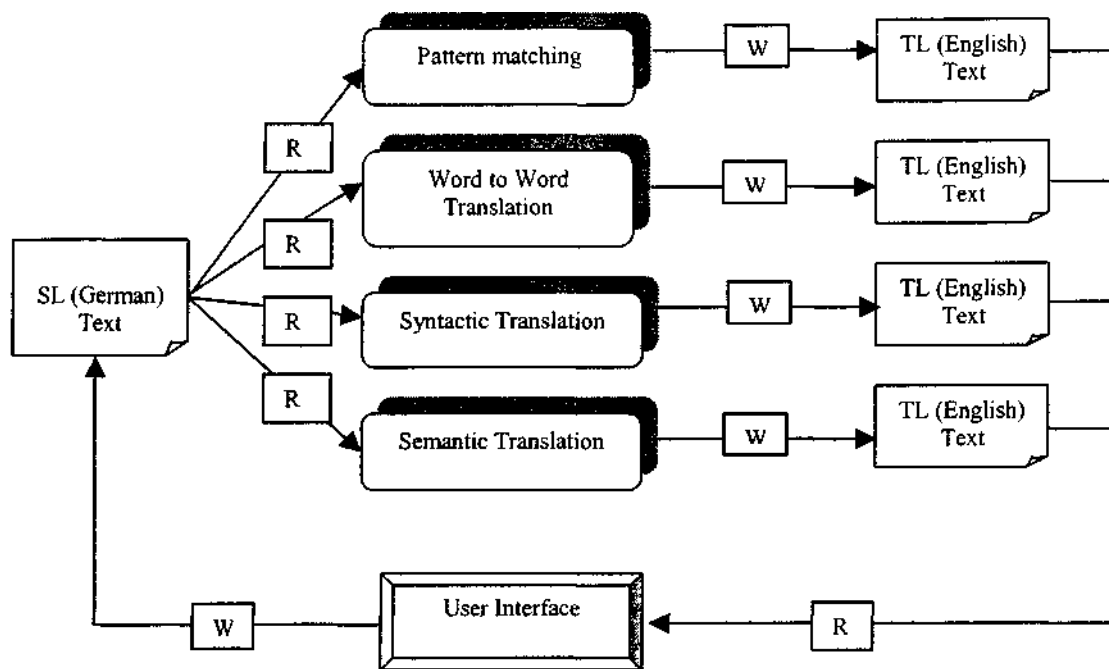 Pattern matching
W
TL (English)
Text
R
Word to Word
Translation
W
TL (English)
Text
R
SL (German)
Text
R
Syntactic Translation
W
TL (English)
Text
R
Semantic Translation
W
TL (English)
Text
W
User Interface
R